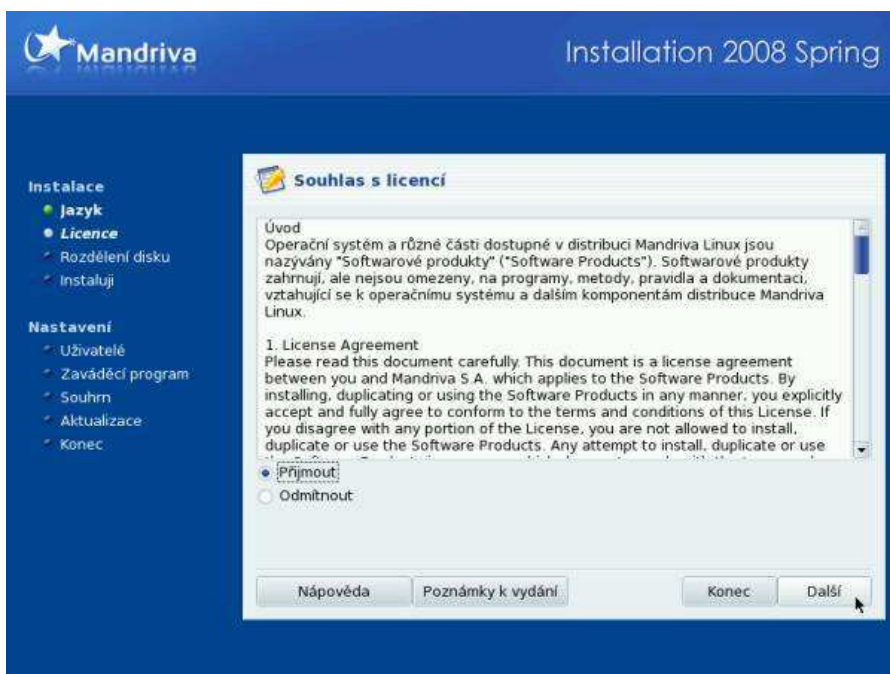 Mandriva
Installation 2008 Spring
Instalace
Jazyk
Licence
Rozdělení disku
Instaluji
Nastavení
Uživatelé
Zaváděcí program
Souhrn
Aktualizace
Konec
Souhlas s licencí
Úvod
Operační systém a různé části dostupné v distribuci Mandriva Linux jsou
nazývány "Softwarové produkty" ("Software Products"). Softwarové produkty
zahrnují, ale nejsou omezeny, na programy, metody, pravidla a dokumentaci,
vztahující se k operačnímu systému a dalším komponentám distribuce Mandriva
Linux.
1. License Agreement
Please read this document carefully. This document is a license agreement
between you and Mandriva S.A. which applies to the Software Products. By
installing, duplicating or using the Software Products in any manner, you explicitly
accept and fully agree to conform to the terms and conditions of this License. If
you disagree with any portion of the License, you are not allowed to install,
duplicate or use the Software Products. Any attempt to install, duplicate or use
Přijmout
Odmítnout
Nápověda
Poznámky k vydání
Konec
Další